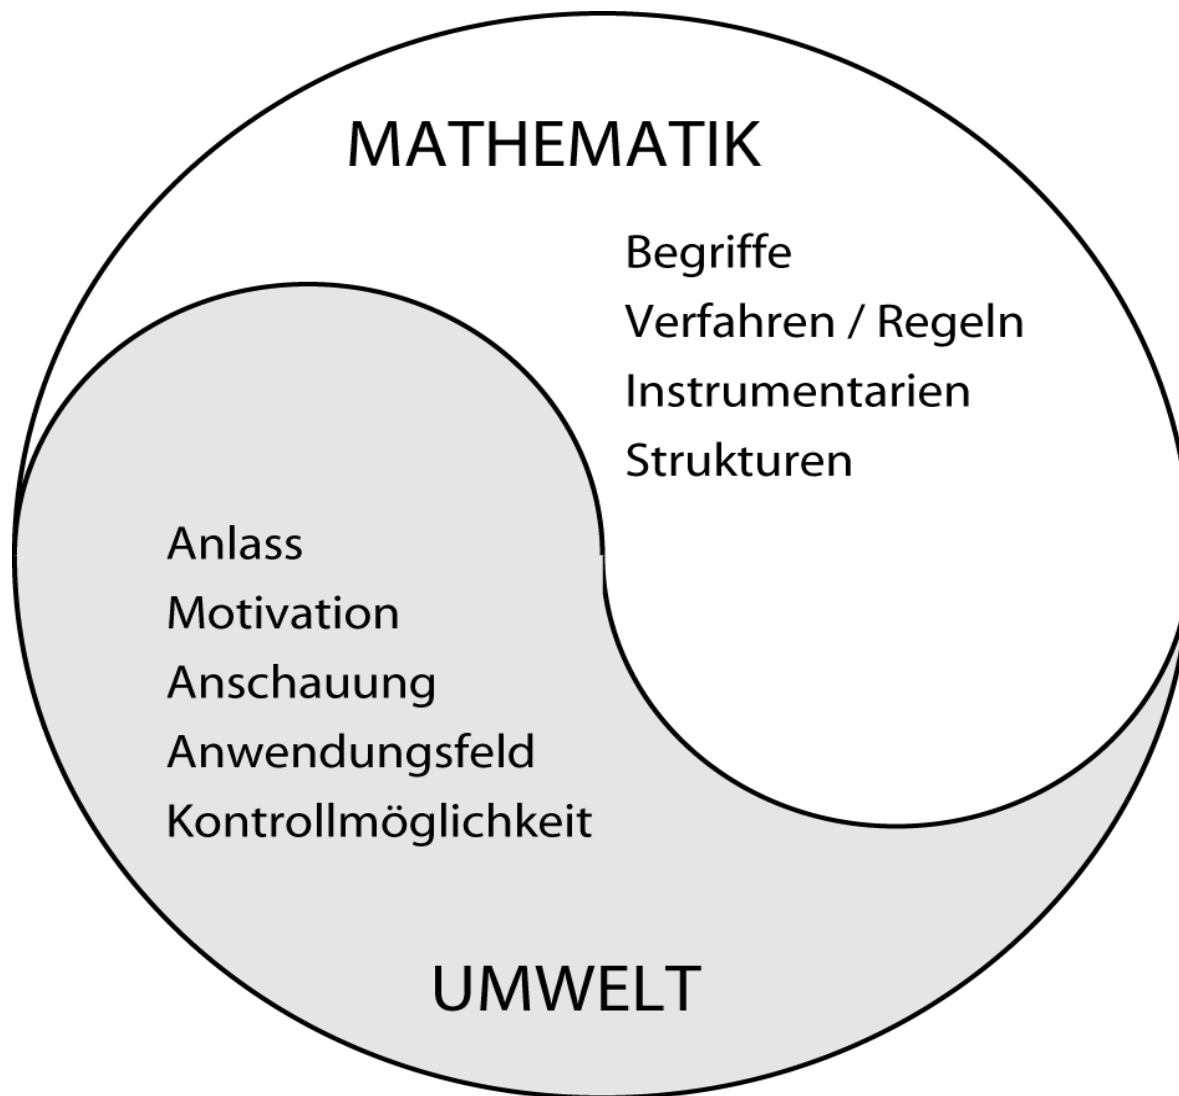 MATHEMATIK
Begriffe
Verfahren / Regeln
Instrumentarien
Strukturen
Anlass
Motivation
Anschauung
Anwendungsfeld
Kontrollmöglichkeit
UMWELT